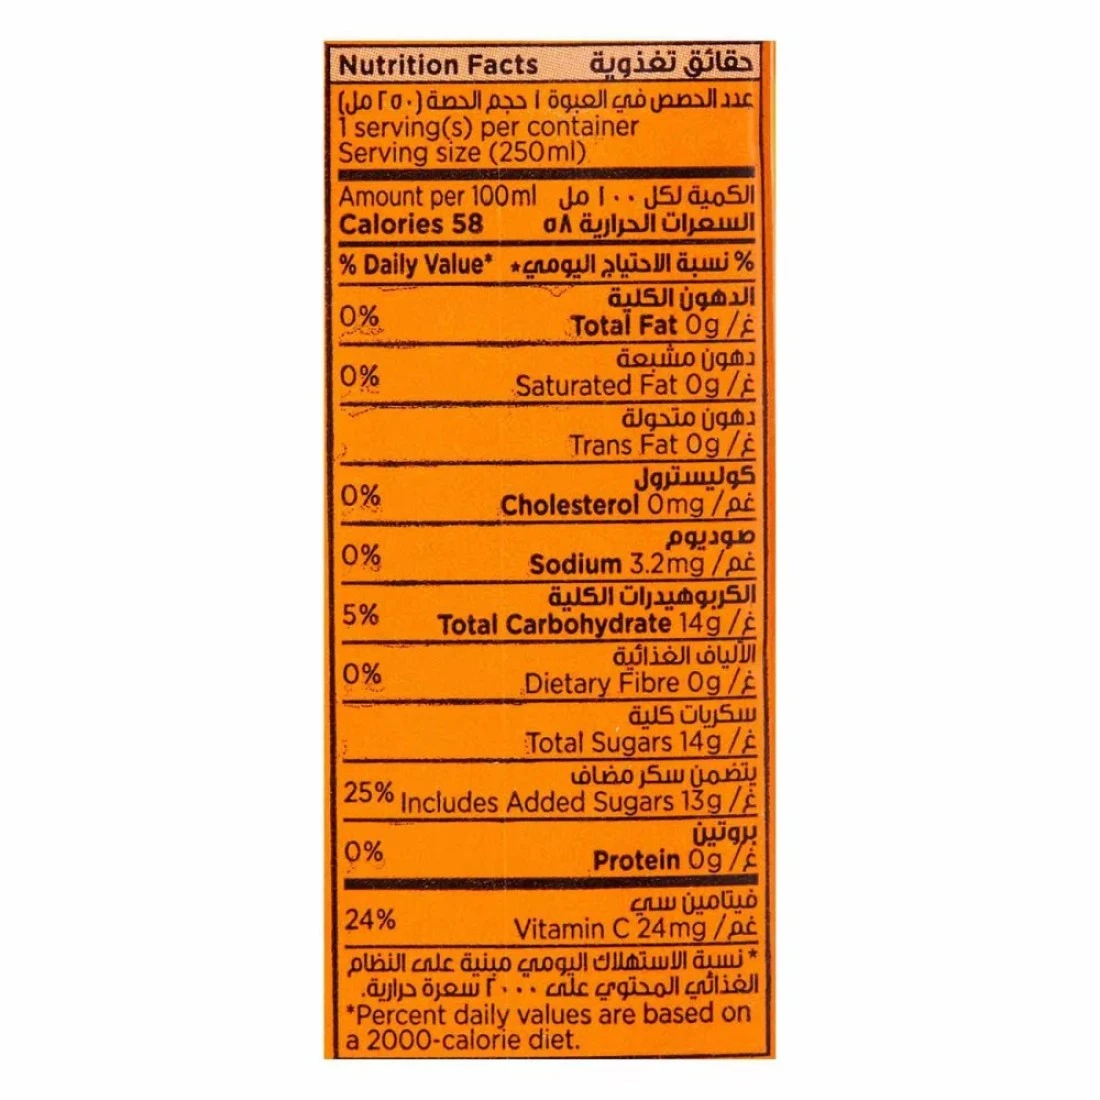 Nutrition Facts حقائق تغذوية
عدد الحصص في العبوة ١ حجم الحصة (٢٥٠ مل)
1 serving(s) per container
Serving size (250ml)
Amount per 100ml الكمية لكل ١٠٠ مل
Calories 58 السعرات الحرارية ٥٨
% Daily Value* % نسبة الاحتياج اليومي*
الدهون الكلية
0% Total Fat 0g /غ
دهون مشبعة
0% Saturated Fat 0g /غ
دهون متحولة
Trans Fat 0g /غ
كوليسترول
0% Cholesterol 0mg /غم
صوديوم
0% Sodium 3.2mg /غم
الكربوهيدرات الكلية
5% Total Carbohydrate 14g /غ
الألياف الغذائية
0% Dietary Fibre 0g /غ
سكريات كلية
Total Sugars 14g /غ
يتضمن سكر مضاف
25% Includes Added Sugars 13g /غ
بروتين
0% Protein 0g /غ
فيتامين سي
24% Vitamin C 24mg /غم
* نسبة الاستهلاك اليومي مبنية على النظام
الغذائي المحتوي على ٢٠٠٠ سعرة حرارية.
*Percent daily values are based on
a 2000-calorie diet.